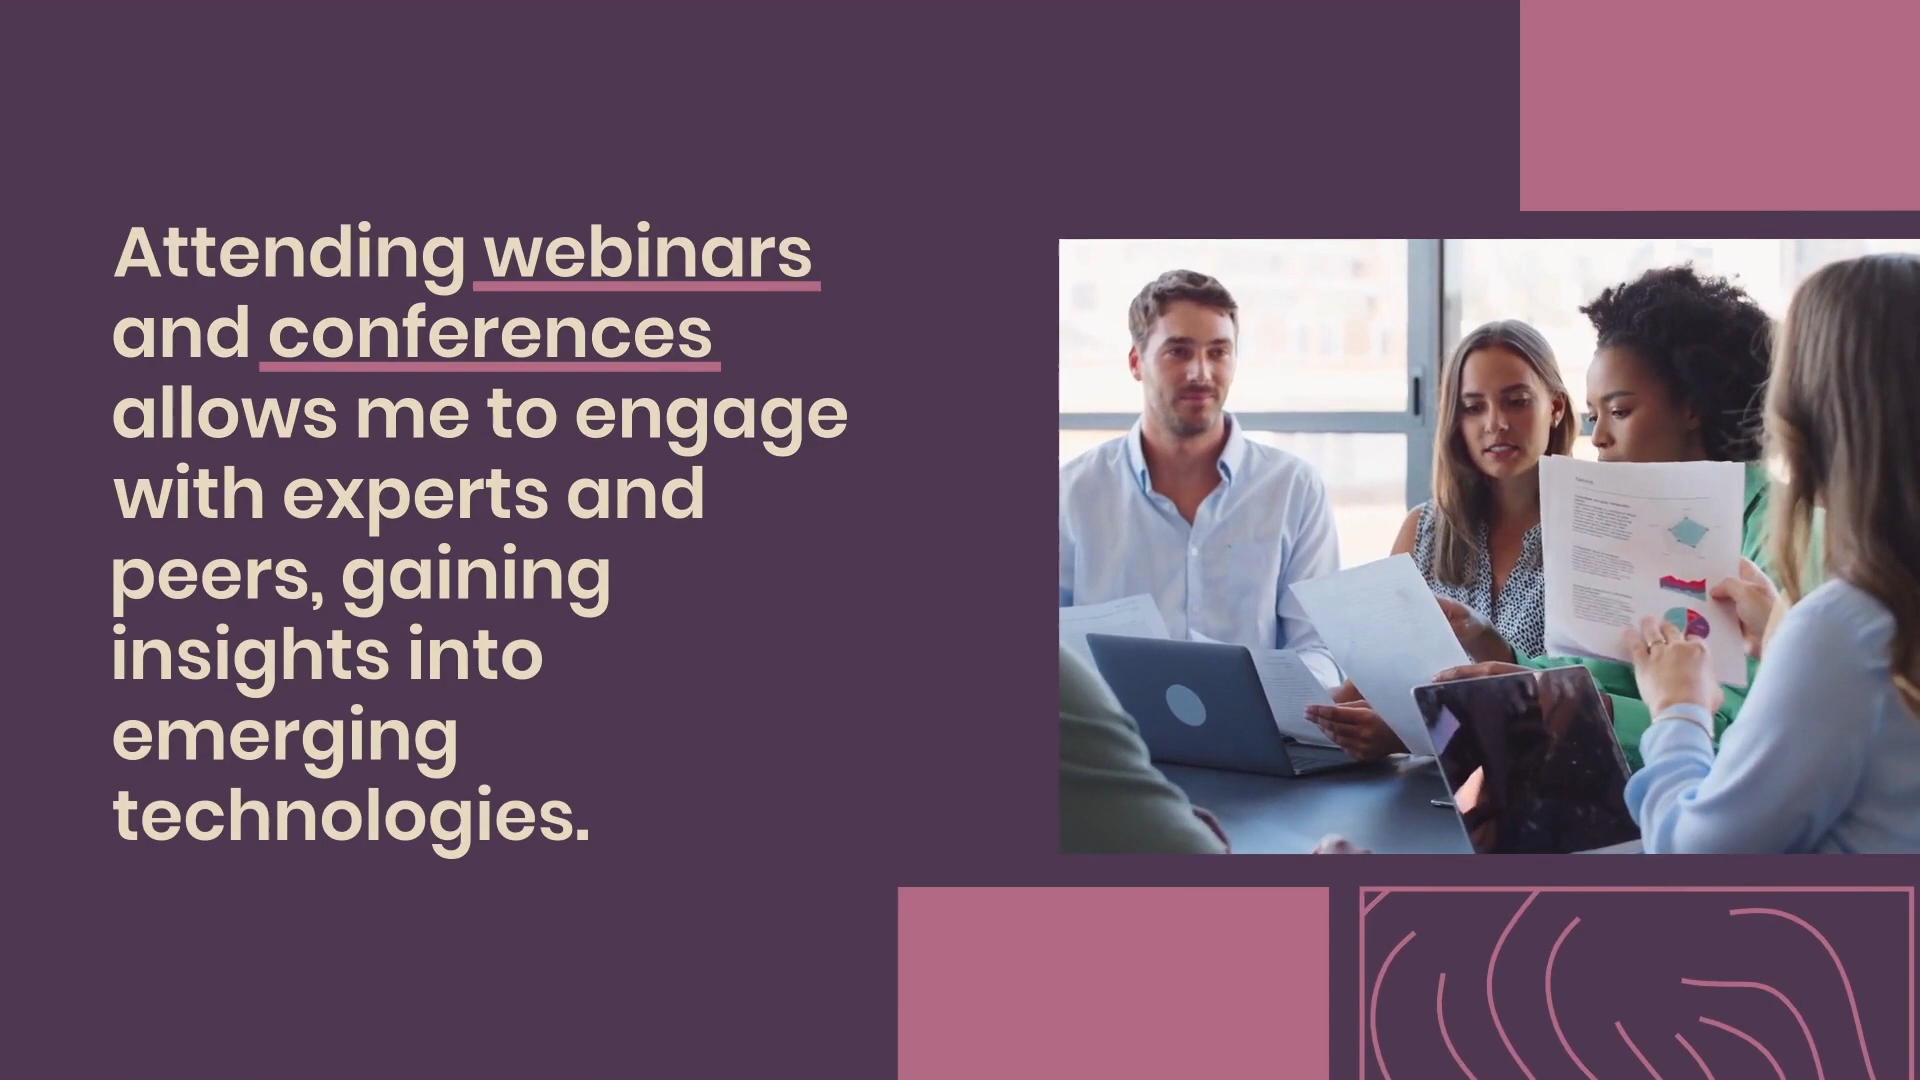 Attending webinars
and conferences
allows me to engage
with experts and
peers, gaining
insights into
emerging
technologies.